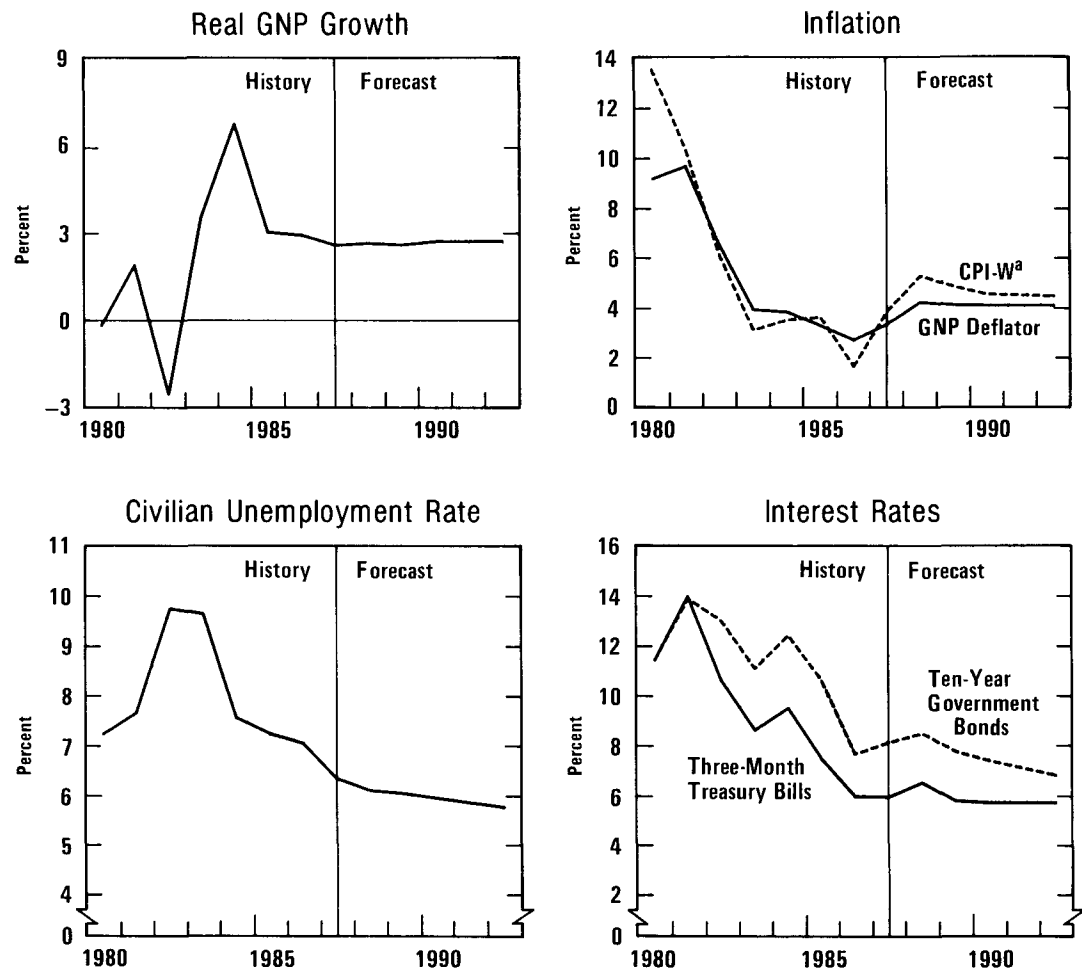 Real GNP Growth
9
6
3
0
−3
Percent
History
Forecast
1980
1985
1990
Inflation
14
12
10
8
6
4
2
0
Percent
History
Forecast
CPI-Wª
GNP Deflator
1980
1985
1990
Civilian Unemployment Rate
11
10
9
8
7
6
5
4
0
Percent
History
Forecast
1980
1985
1990
Interest Rates
16
14
12
10
8
6
4
2
0
Percent
History
Forecast
Ten-Year
Government
Bonds
Three-Month
Treasury Bills
1980
1985
1990